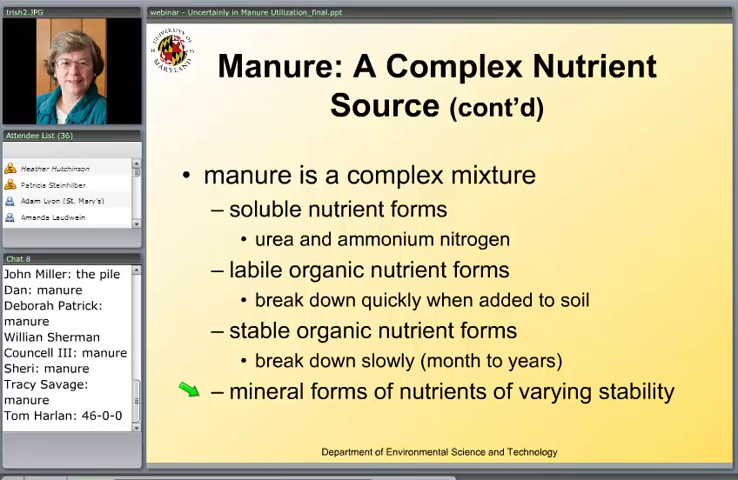 trish2.JPG
webinar - Uncertainly in Manure Utilization_final.ppt
Attendee List (36)
Heather Hutchinson
Patricia Steinhilber
Adam Lyon (St. Mary's)
Amanda Laudwein
Chat 8
John Miller: the pile
Dan: manure
Deborah Patrick:
manure
Willian Sherman
Councell III: manure
Sheri: manure
Tracy Savage:
manure
Tom Harlan: 46-0-0
UNIVERSITY OF
MARYLAND
Manure: A Complex Nutrient
Source (cont'd)
• manure is a complex mixture
– soluble nutrient forms
• urea and ammonium nitrogen
– labile organic nutrient forms
• break down quickly when added to soil
– stable organic nutrient forms
• break down slowly (month to years)
– mineral forms of nutrients of varying stability
Department of Environmental Science and Technology